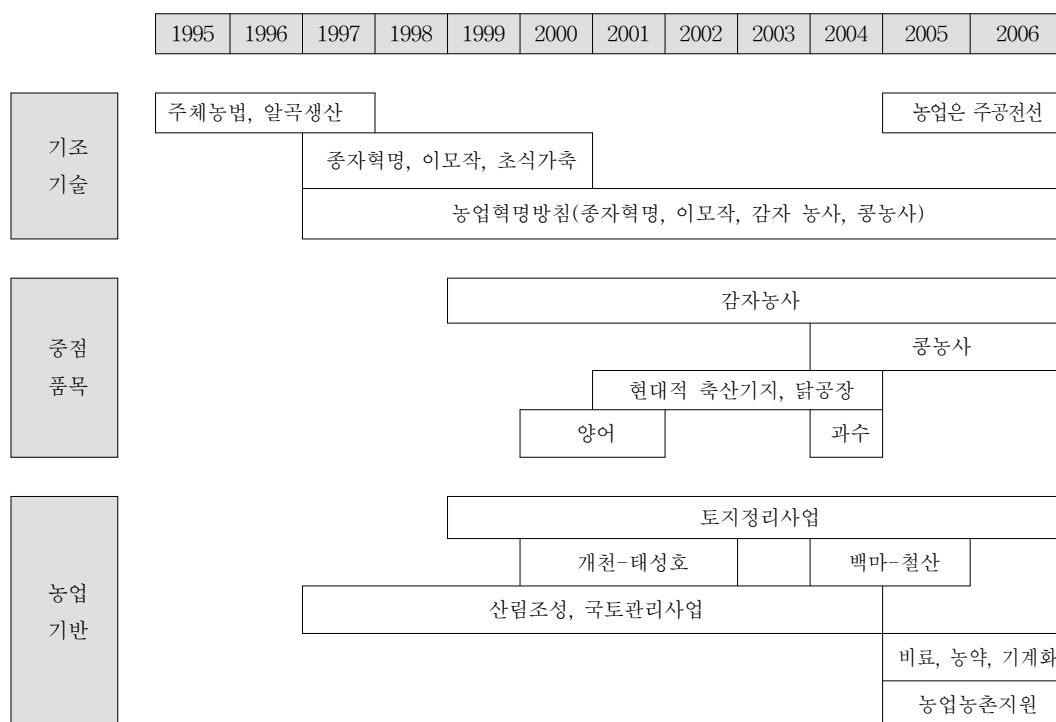 1995 1996 1997 1998 1999 2000 2001 2002 2003 2004 2005 2006
기조
기술
주체농법, 알곡생산
농업은 주공전선
종자혁명, 이모작, 초식가축
농업혁명방침(종자혁명, 이모작, 감자 농사, 콩농사)
중점
품목
감자농사
콩농사
현대적 축산기지, 닭공장
양어
과수
농업
기반
토지정리사업
개천-태성호
백마-철산
산림조성, 국토관리사업
비료, 농약, 기계화
농업농촌지원